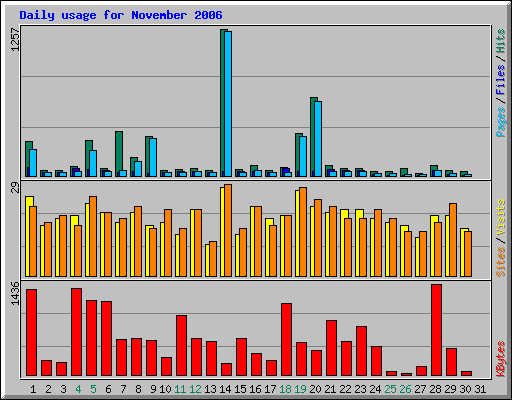 Daily usage for November 2006
1257
Pages / Files / Hits
29
Sites / Visits
1436
KBytes
1 2 3 4 5 6 7 8 9 10 11 12 13 14 15 16 17 18 19 20 21 22 23 24 25 26 27 28 29 30 31